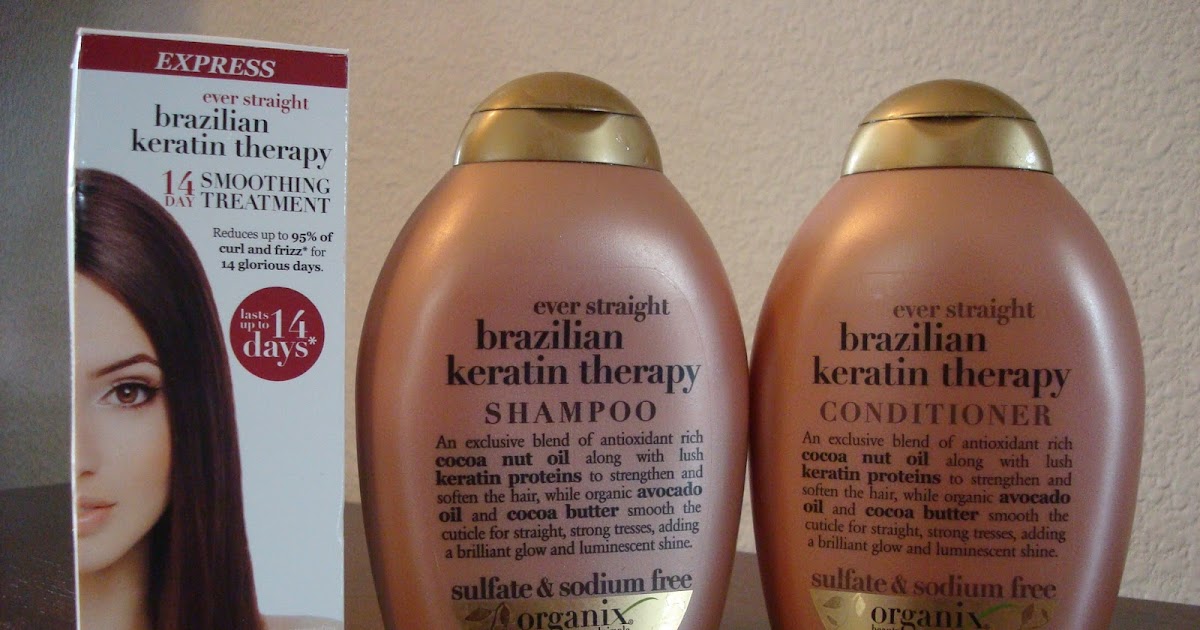 EXPRESS
ever straight
brazilian
keratin therapy
14 DAY SMOOTHING
TREATMENT
Reduces up to 95% of
curl and frizz* for
14 glorious days.
lasts
up to 14
days*
ever straight
brazilian
keratin therapy
SHAMPOO
An exclusive blend of antioxidant rich
cocoa nut oil along with lush
keratin proteins to strengthen and
soften the hair, while organic avocado
oil and cocoa butter smooth the
cuticle for straight, strong tresses, adding
a brilliant glow and luminescent shine.
sulfate & sodium free
organix
ever straight
brazilian
keratin therapy
CONDITIONER
An exclusive blend of antioxidant rich
cocoa nut oil along with lush
keratin proteins to strengthen and
soften the hair, while organic avocado
oil and cocoa butter smooth the
cuticle for straight, strong tresses, adding
a brilliant glow and luminescent shine.
sulfate & sodium free
organix